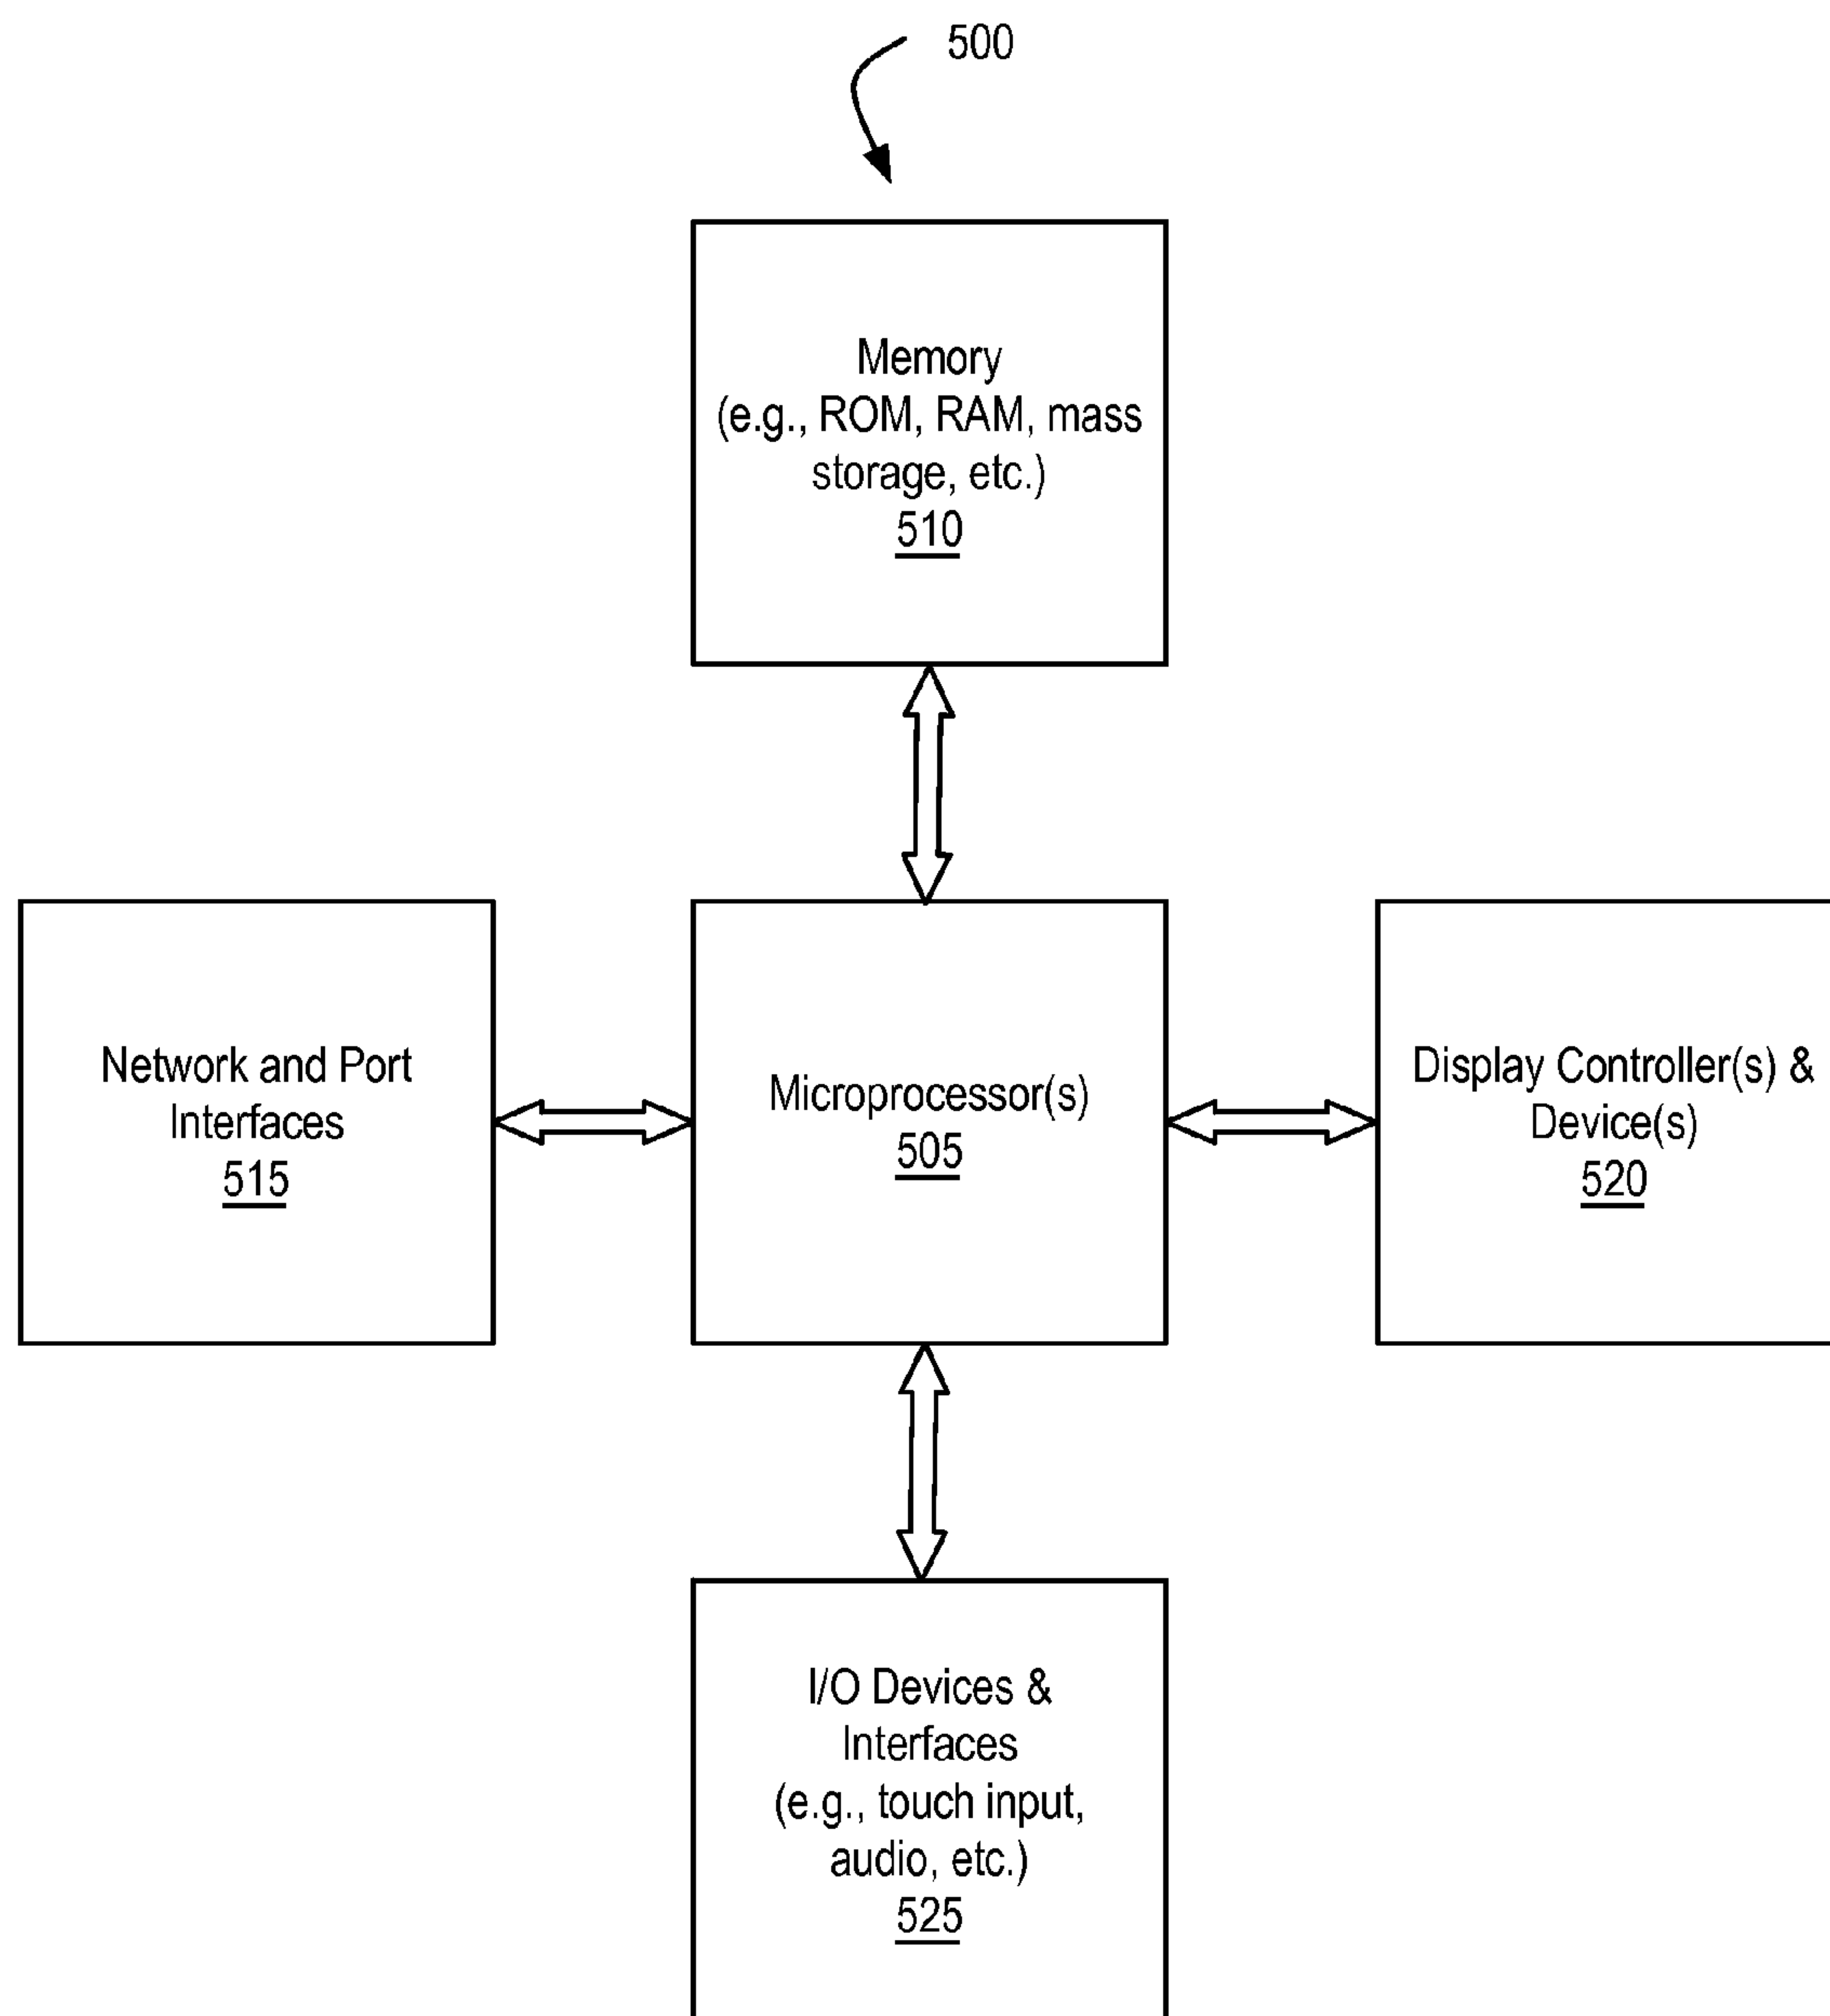 500
Memory
(e.g., ROM, RAM, mass
storage, etc.)
510
Network and Port
Interfaces
515
Microprocessor(s)
505
Display Controller(s) &
Device(s)
520
I/O Devices &
Interfaces
(e.g., touch input,
audio, etc.)
525